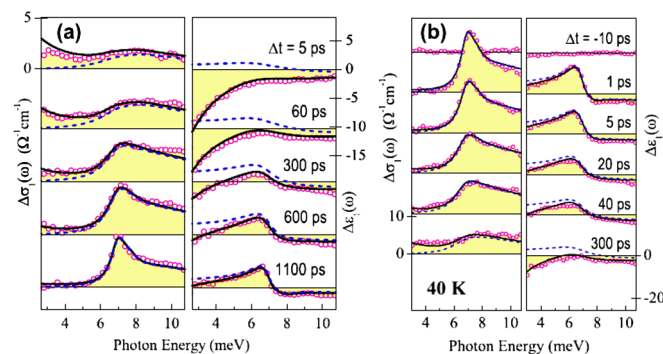 (a)
Δt = 5 ps
60 ps
300 ps
600 ps
1100 ps
5
0
Δσ₁(ω) (Ω⁻¹cm⁻¹)
5
0
-5
-10
-15
Δε₁(ω)
4 6 8 10
4 6 8 10
Photon Energy (meV)
(b)
Δt = -10 ps
1 ps
5 ps
20 ps
40 ps
300 ps
10
0
40 K
Δσ₁(ω) (Ω⁻¹cm⁻¹)
Δε₁(ω)
0
-20
4 6 8 10
4 6 8 10
Photon Energy (meV)